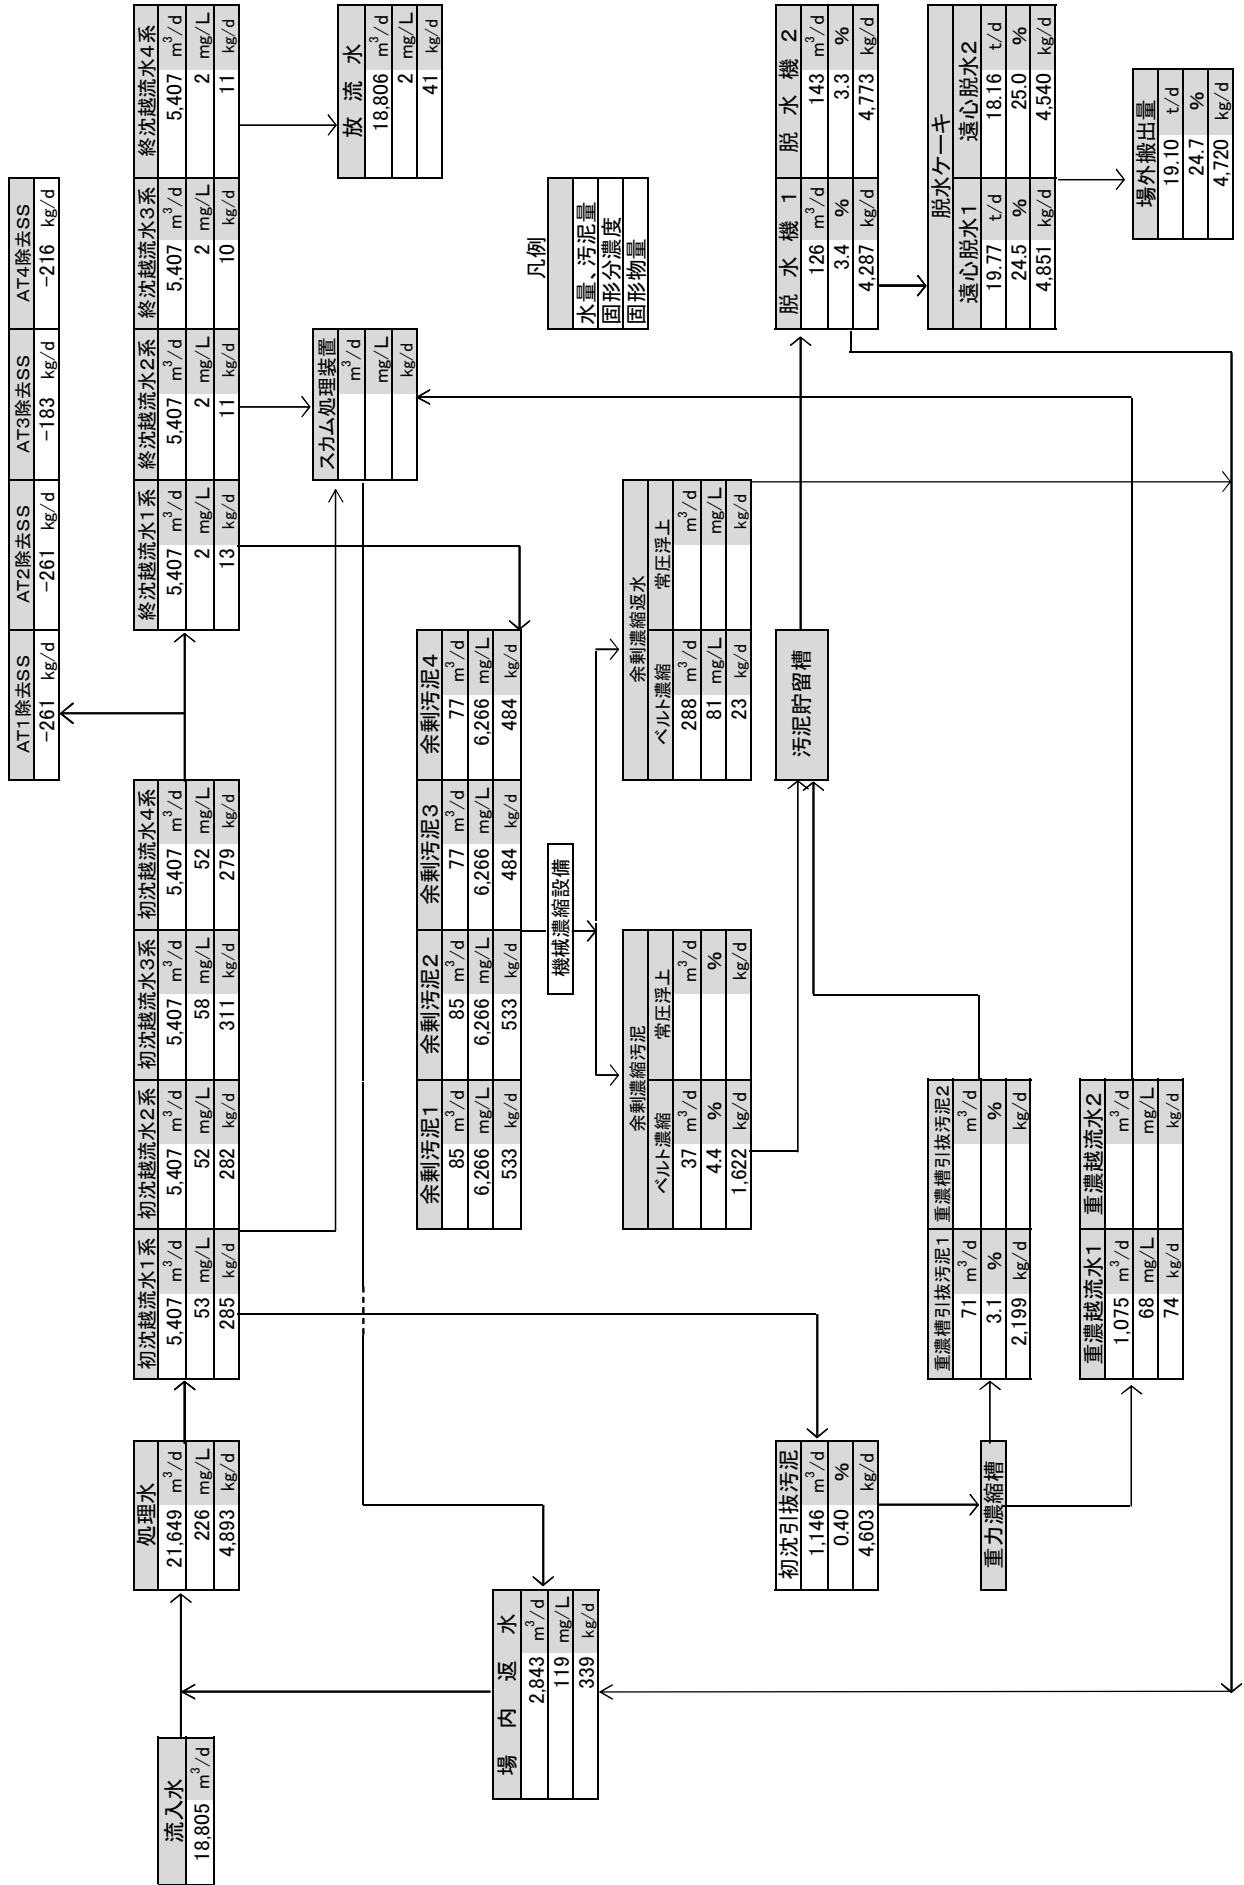 AT1除去SS AT2除去SS AT3除去SS AT4除去SS
-261 kg/d -261 kg/d -183 kg/d -216 kg/d
流入水
18,805 m³/d
処理水
21,649 m³/d
226 mg/L
4,893 kg/d
初沈越流水1系 初沈越流水2系 初沈越流水3系 初沈越流水4系
5,407 m³/d 5,407 m³/d 5,407 m³/d 5,407 m³/d
53 mg/L 52 mg/L 58 mg/L 52 mg/L
285 kg/d 282 kg/d 311 kg/d 279 kg/d
終沈越流水1系 終沈越流水2系 終沈越流水3系 終沈越流水4系
5,407 m³/d 5,407 m³/d 5,407 m³/d 5,407 m³/d
2 mg/L 2 mg/L 2 mg/L 2 mg/L
13 kg/d 11 kg/d 10 kg/d 11 kg/d
スカム処理装置
m³/d
mg/L
kg/d
放流水
18,806 m³/d
2 mg/L
41 kg/d
余剰汚泥1 余剰汚泥2 余剰汚泥3 余剰汚泥4
85 m³/d 85 m³/d 77 m³/d 77 m³/d
6,266 mg/L 6,266 mg/L 6,266 mg/L 6,266 mg/L
533 kg/d 533 kg/d 484 kg/d 484 kg/d
場内返水
2,843 m³/d
119 mg/L
339 kg/d
機械濃縮設備
凡例
水量、汚泥量
固形分濃度
固形物量
余剰濃縮汚泥
ベルト濃縮 常圧浮上
37 m³/d m³/d
4.4 % %
1,622 kg/d kg/d
余剰濃縮返水
ベルト濃縮 常圧浮上
288 m³/d m³/d
81 mg/L mg/L
23 kg/d kg/d
初沈引抜汚泥
1,146 m³/d
0.40 %
4,603 kg/d
汚泥貯留槽
脱水機1 脱水機2
126 m³/d 143 m³/d
3.4 % 3.3 %
4,287 kg/d 4,773 kg/d
重力濃縮槽
重濃槽引抜汚泥1 重濃槽引抜汚泥2
71 m³/d m³/d
3.1 % %
2,199 kg/d kg/d
脱水ケーキ
遠心脱水1 遠心脱水2
19.77 t/d 18.16 t/d
24.5 % 25.0 %
4,851 kg/d 4,540 kg/d
重濃越流水1 重濃越流水2
1,075 m³/d m³/d
68 mg/L mg/L
74 kg/d kg/d
場外搬出量
19.10 t/d
24.7 %
4,720 kg/d